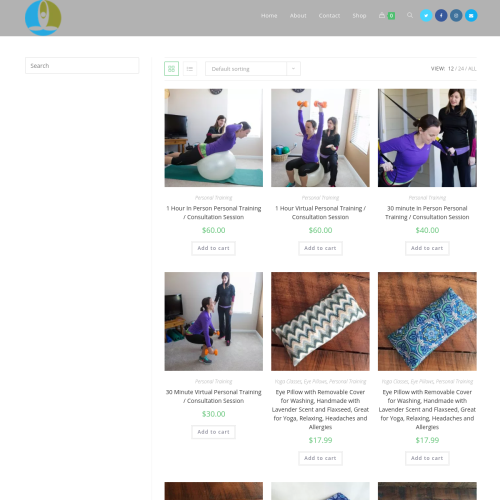 Home About Contact Shop 0
Search
Default sorting
VIEW: 12 / 24 / ALL
Personal Training
1 Hour In Person Personal Training
/ Consultation Session
$60.00
Add to cart
Personal Training
1 Hour Virtual Personal Training /
Consultation Session
$60.00
Add to cart
Personal Training
30 minute In Person Personal
Training / Consultation Session
$40.00
Add to cart
Personal Training
30 Minute Virtual Personal Training
/ Consultation Session
$30.00
Add to cart
Yoga Classes, Eye Pillows, Personal Training
Eye Pillow with Removable Cover
for Washing, Handmade with
Lavender Scent and Flaxseed, Great
for Yoga, Relaxing, Headaches and
Allergies
$17.99
Add to cart
Yoga Classes, Eye Pillows, Personal Training
Eye Pillow with Removable Cover
for Washing, Handmade with
Lavender Scent and Flaxseed, Great
for Yoga, Relaxing, Headaches and
Allergies
$17.99
Add to cart